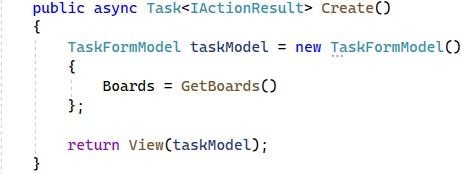 public async Task<IActionResult> Create()
{
    TaskFormModel taskModel = new TaskFormModel()
    {
        Boards = GetBoards()
    };

    return View(taskModel);
}